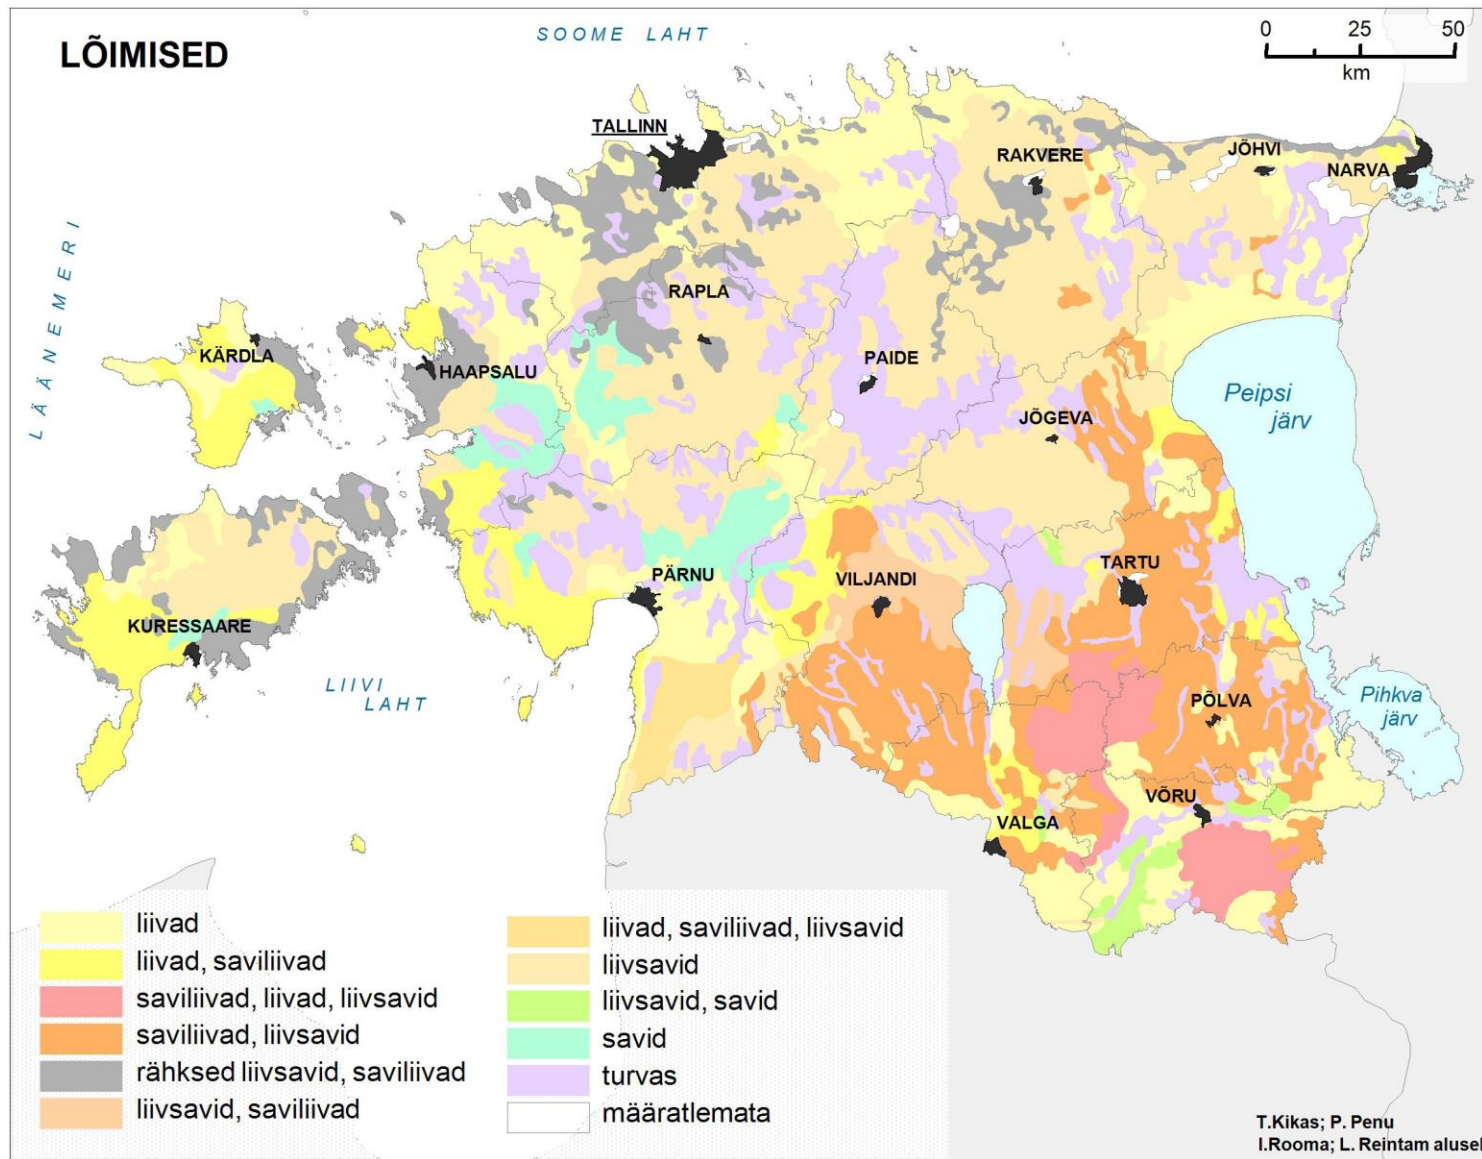 LÕIMISED
SOOME LAHT
0 25 50
km
TALLINN
RAKVERE
JÕHVI
NARVA
LÄÄNEMERI
RAPLA
KÄRDLA
HAAPSALU
PAIDE
JÕGEVA
Peipsi
järv
PÄRNU
VILJANDI
TARTU
KURESSAARE
LIIVI
LAHT
PÕLVA
Pihkva
järv
VÕRU
VALGA
liivad
liivad, saviliivad
saviliivad, liivad, liivsavid
saviliivad, liivsavid
rähksed liivsavid, saviliivad
liivsavid, saviliivad
liivad, saviliivad, liivsavid
liivsavid
liivsavid, savid
savid
turvas
määratlemata
T.Kikas; P. Penu
I.Rooma; L. Reintam alusel